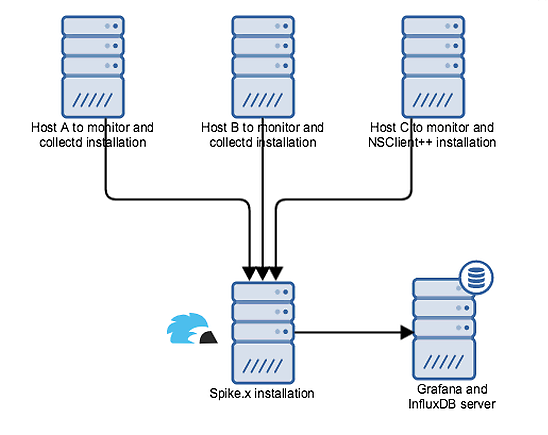 Host A to monitor and
collectd installation
Host B to monitor and
collectd installation
Host C to monitor and
NSClient++ installation
Spike.x installation
Grafana and
InfluxDB server